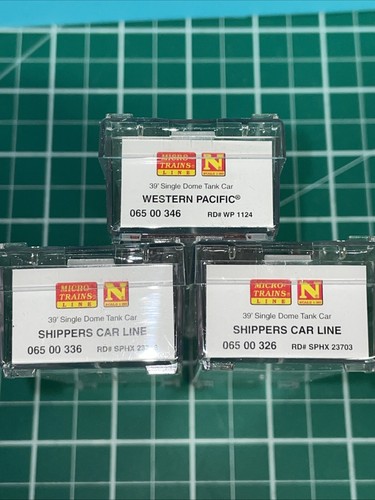 MICRO-
TRAINS®
LINE
N
39' Single Dome Tank Car
WESTERN PACIFIC®
065 00 346 RD# WP 1124
MICRO-
TRAINS®
LINE
N
39' Single Dome Tank Car
SHIPPERS CAR LINE
065 00 336 RD# SPHX
MICRO-
TRAINS®
LINE
N
39' Single Dome Tank Car
SHIPPERS CAR LINE
065 00 326 RD# SPHX 23703